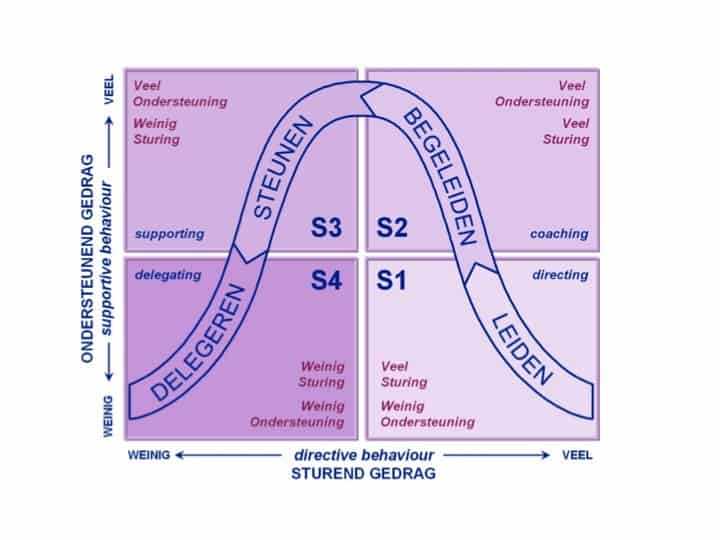 VEEL
ONDERSTEUNEND GEDRAG
supportive behaviour
WEINIG
Veel
Ondersteuning
Weinig
Sturing
STEUNEN
supporting
S3
Veel
Ondersteuning
Veel
Sturing
BEGELEIDEN
S2
coaching
delegating
S4
DELEGEREN
Weinig
Sturing
Weinig
Ondersteuning
S1
directing
LEIDEN
Veel
Sturing
Weinig
Ondersteuning
WEINIG directive behaviour VEEL
STUREND GEDRAG